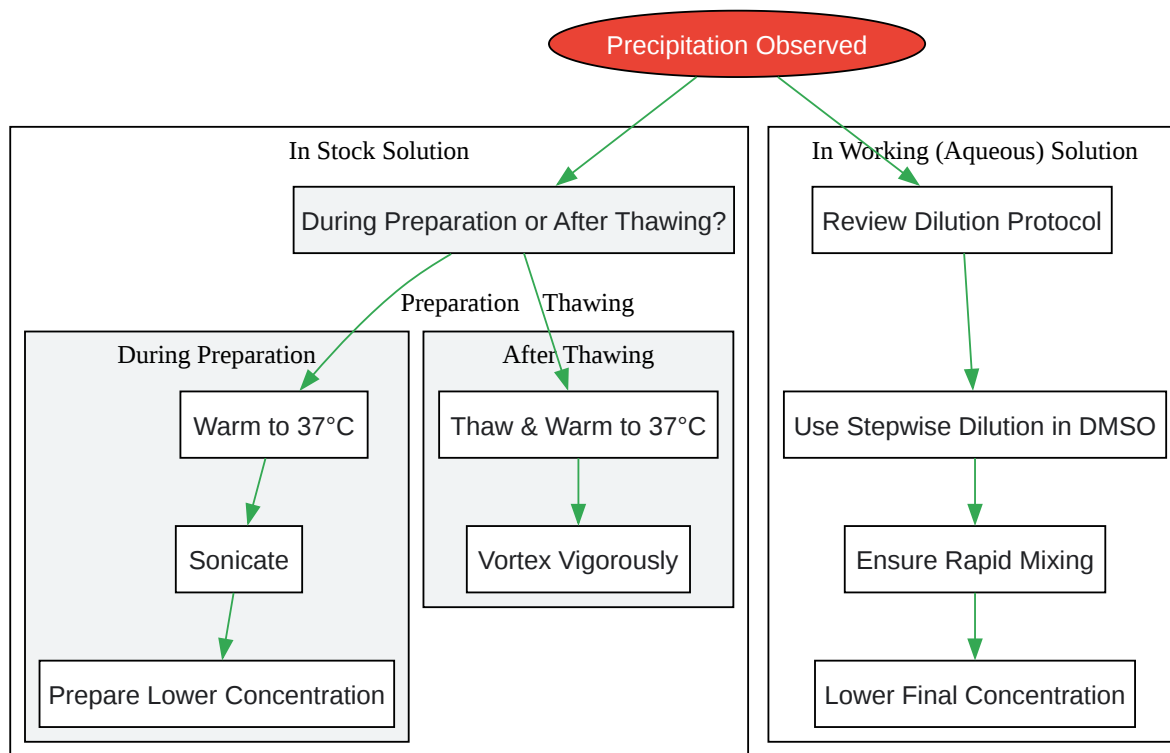 Precipitation Observed
In Stock Solution
During Preparation or After Thawing?
Preparation
Thawing
During Preparation
Warm to 37°C
Sonicate
Prepare Lower Concentration
After Thawing
Thaw & Warm to 37°C
Vortex Vigorously
In Working (Aqueous) Solution
Review Dilution Protocol
Use Stepwise Dilution in DMSO
Ensure Rapid Mixing
Lower Final Concentration